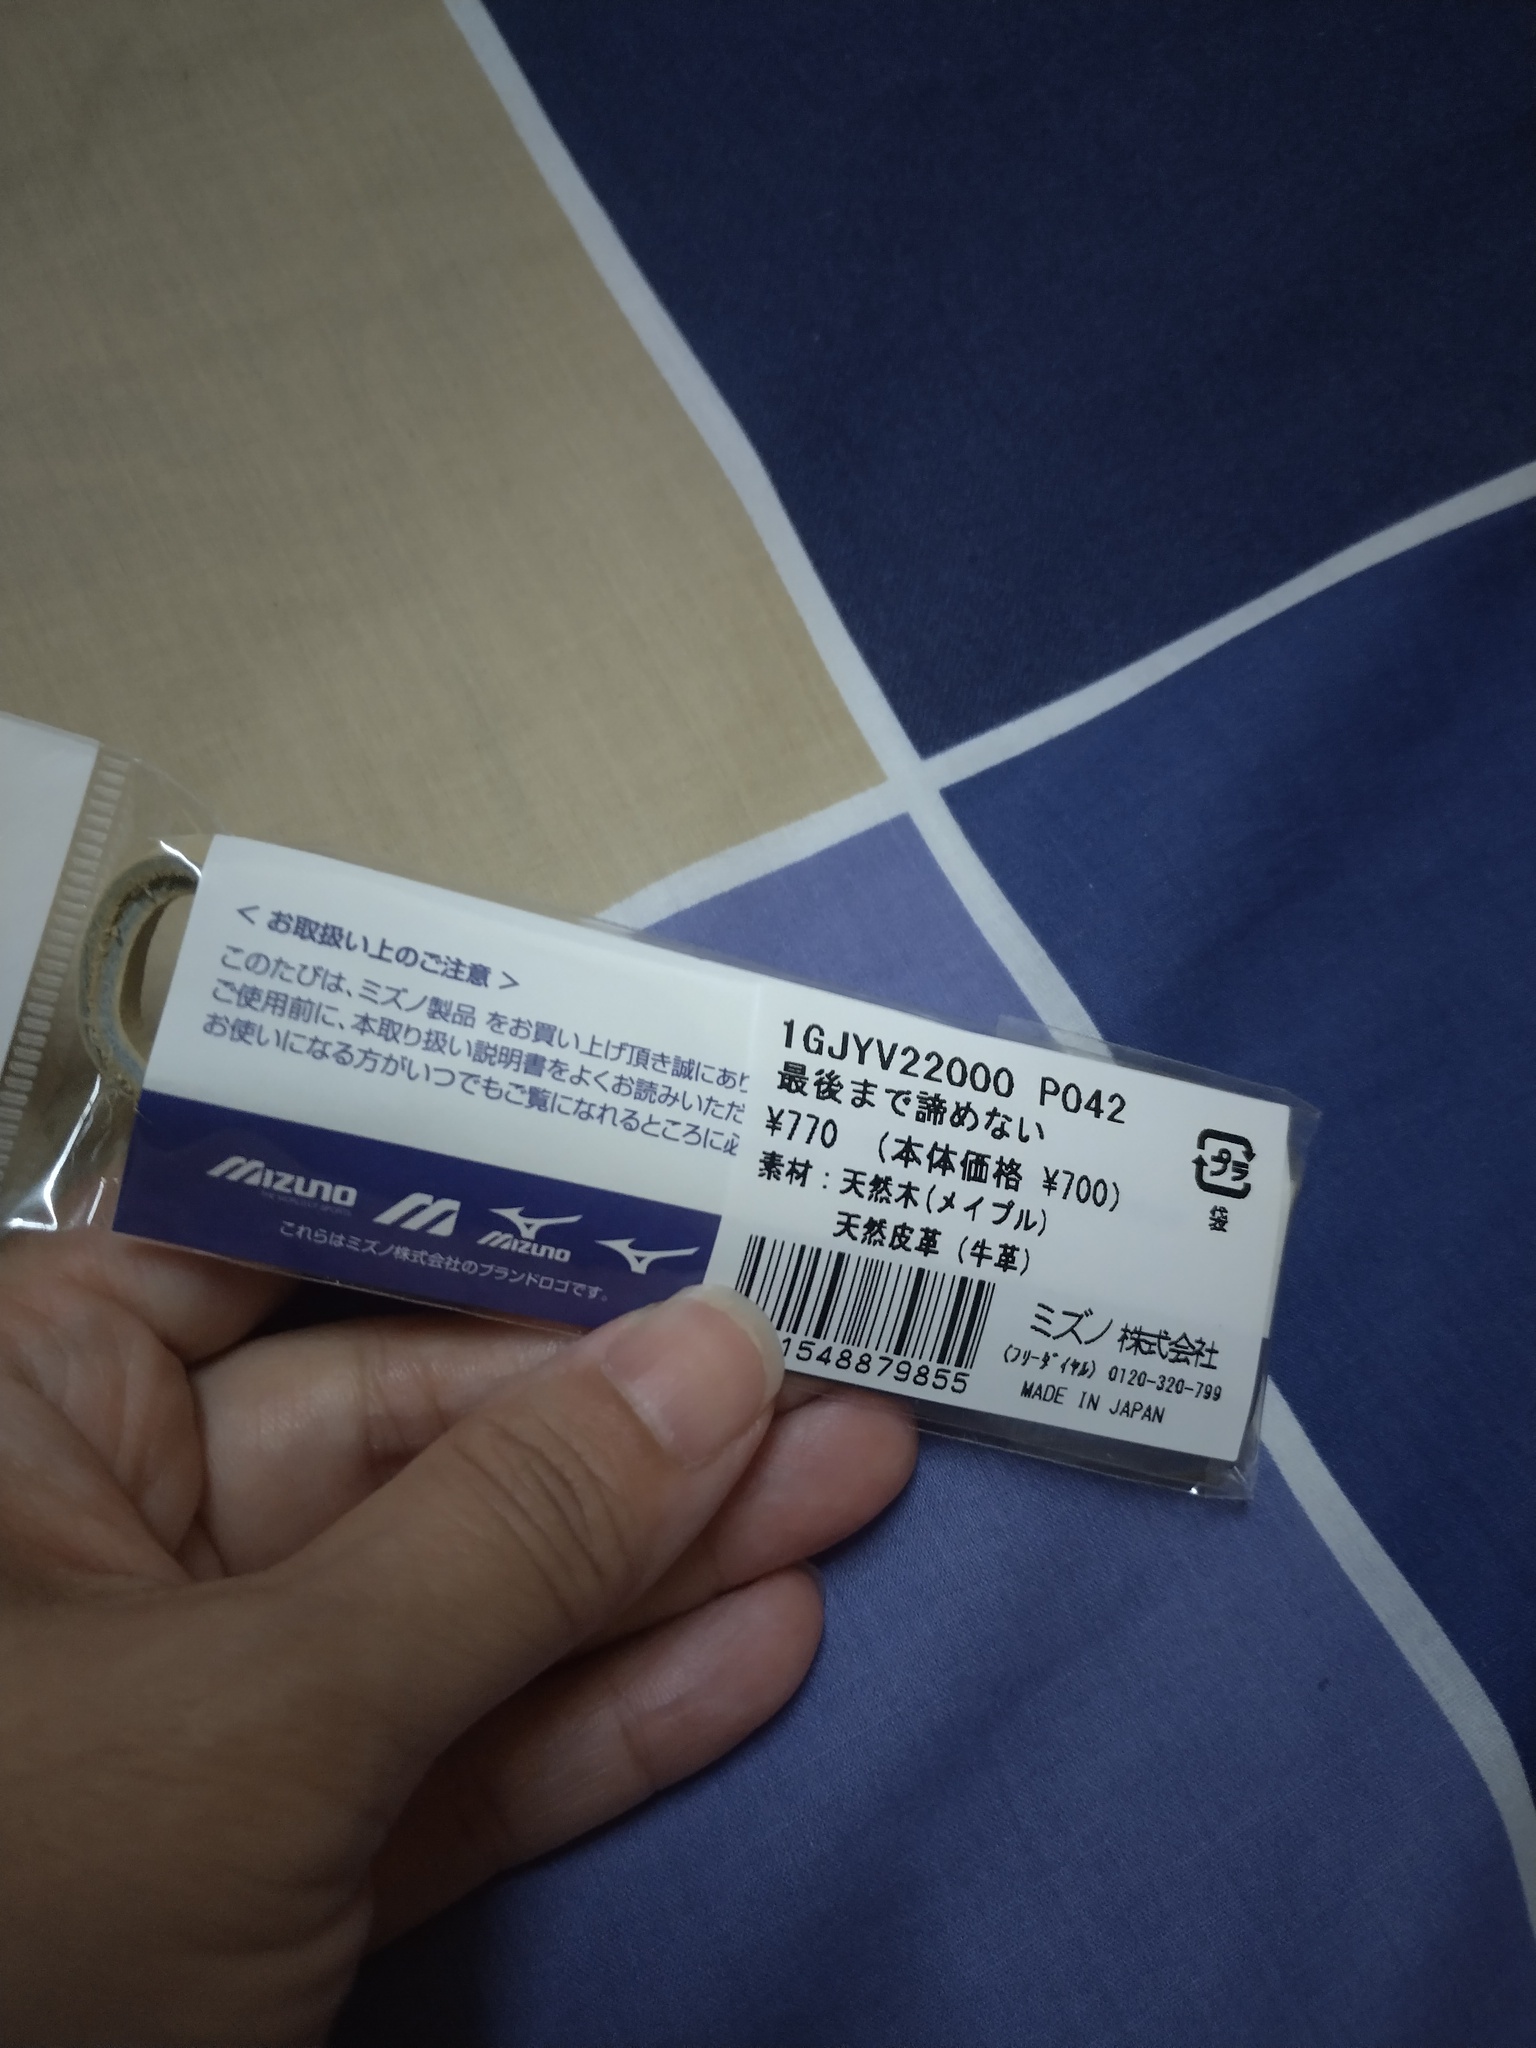 < お取扱い上のご注意 >
このたびは、ミズノ製品 をお買い上げ頂き誠にあり
ご使用前に、本取り扱い説明書をよくお読みいただ
お使いになる方がいつでもご覧になれるところに必
MIZUNO
MIZUNO
これらはミズノ株式会社のブランドロゴです。
1GJYV22000 P042
最後まで諦めない
¥770 (本体価格 ¥700)
素材:天然木(メイプル)
天然皮革 (牛革)
プラ
袋
1548879855
ミズノ 株式会社
(フリーダイヤル) 0120-320-799
MADE IN JAPAN